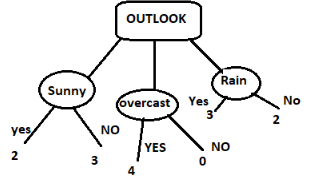 OUTLOOK
Sunny
overcast
Rain
yes
NO
YES
NO
Yes
No
2
3
4
0
3
2